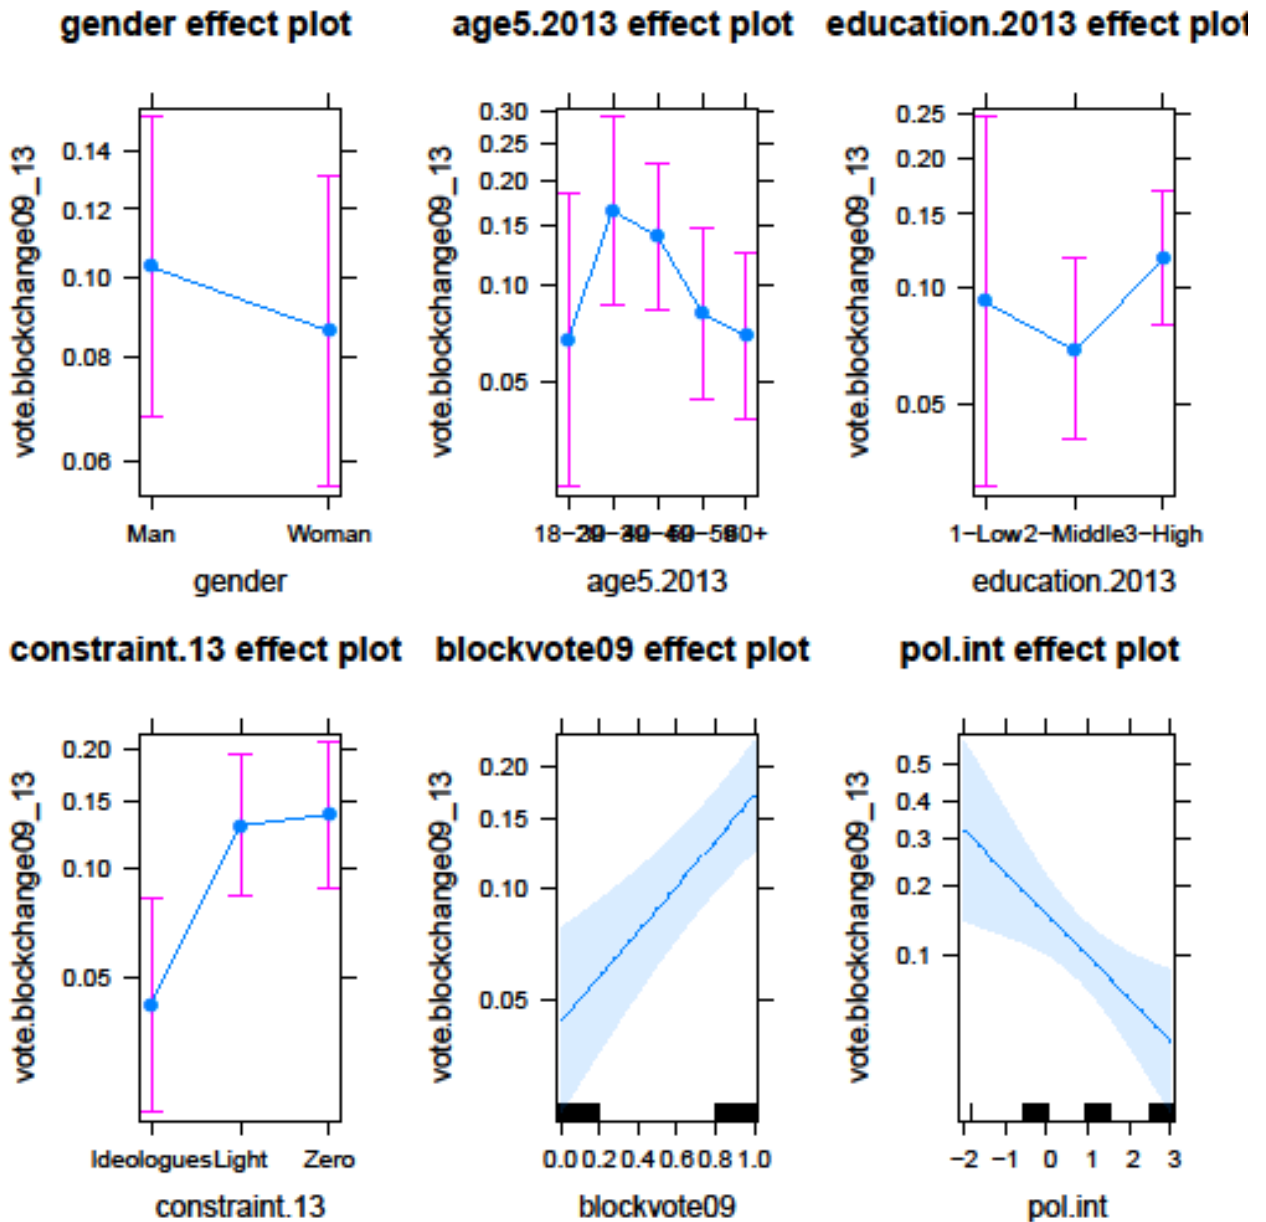 gender effect plot
vote.blockchange09_13
0.14
0.12
0.10
0.08
0.06
Man Woman
gender
age5.2013 effect plot
vote.blockchange09_13
0.30
0.25
0.20
0.15
0.10
0.05
60+
age5.2013
education.2013 effect plot
vote.blockchange09_13
0.25
0.20
0.15
0.10
0.05
1−Low 2−Middle 3−High
education.2013
constraint.13 effect plot
vote.blockchange09_13
0.20
0.15
0.10
0.05
Ideologues Light Zero
constraint.13
blockvote09 effect plot
vote.blockchange09_13
0.20
0.15
0.10
0.05
0.0 0.2 0.4 0.6 0.8 1.0
blockvote09
pol.int effect plot
vote.blockchange09_13
0.5
0.4
0.3
0.2
0.1
−2 −1 0 1 2 3
pol.int